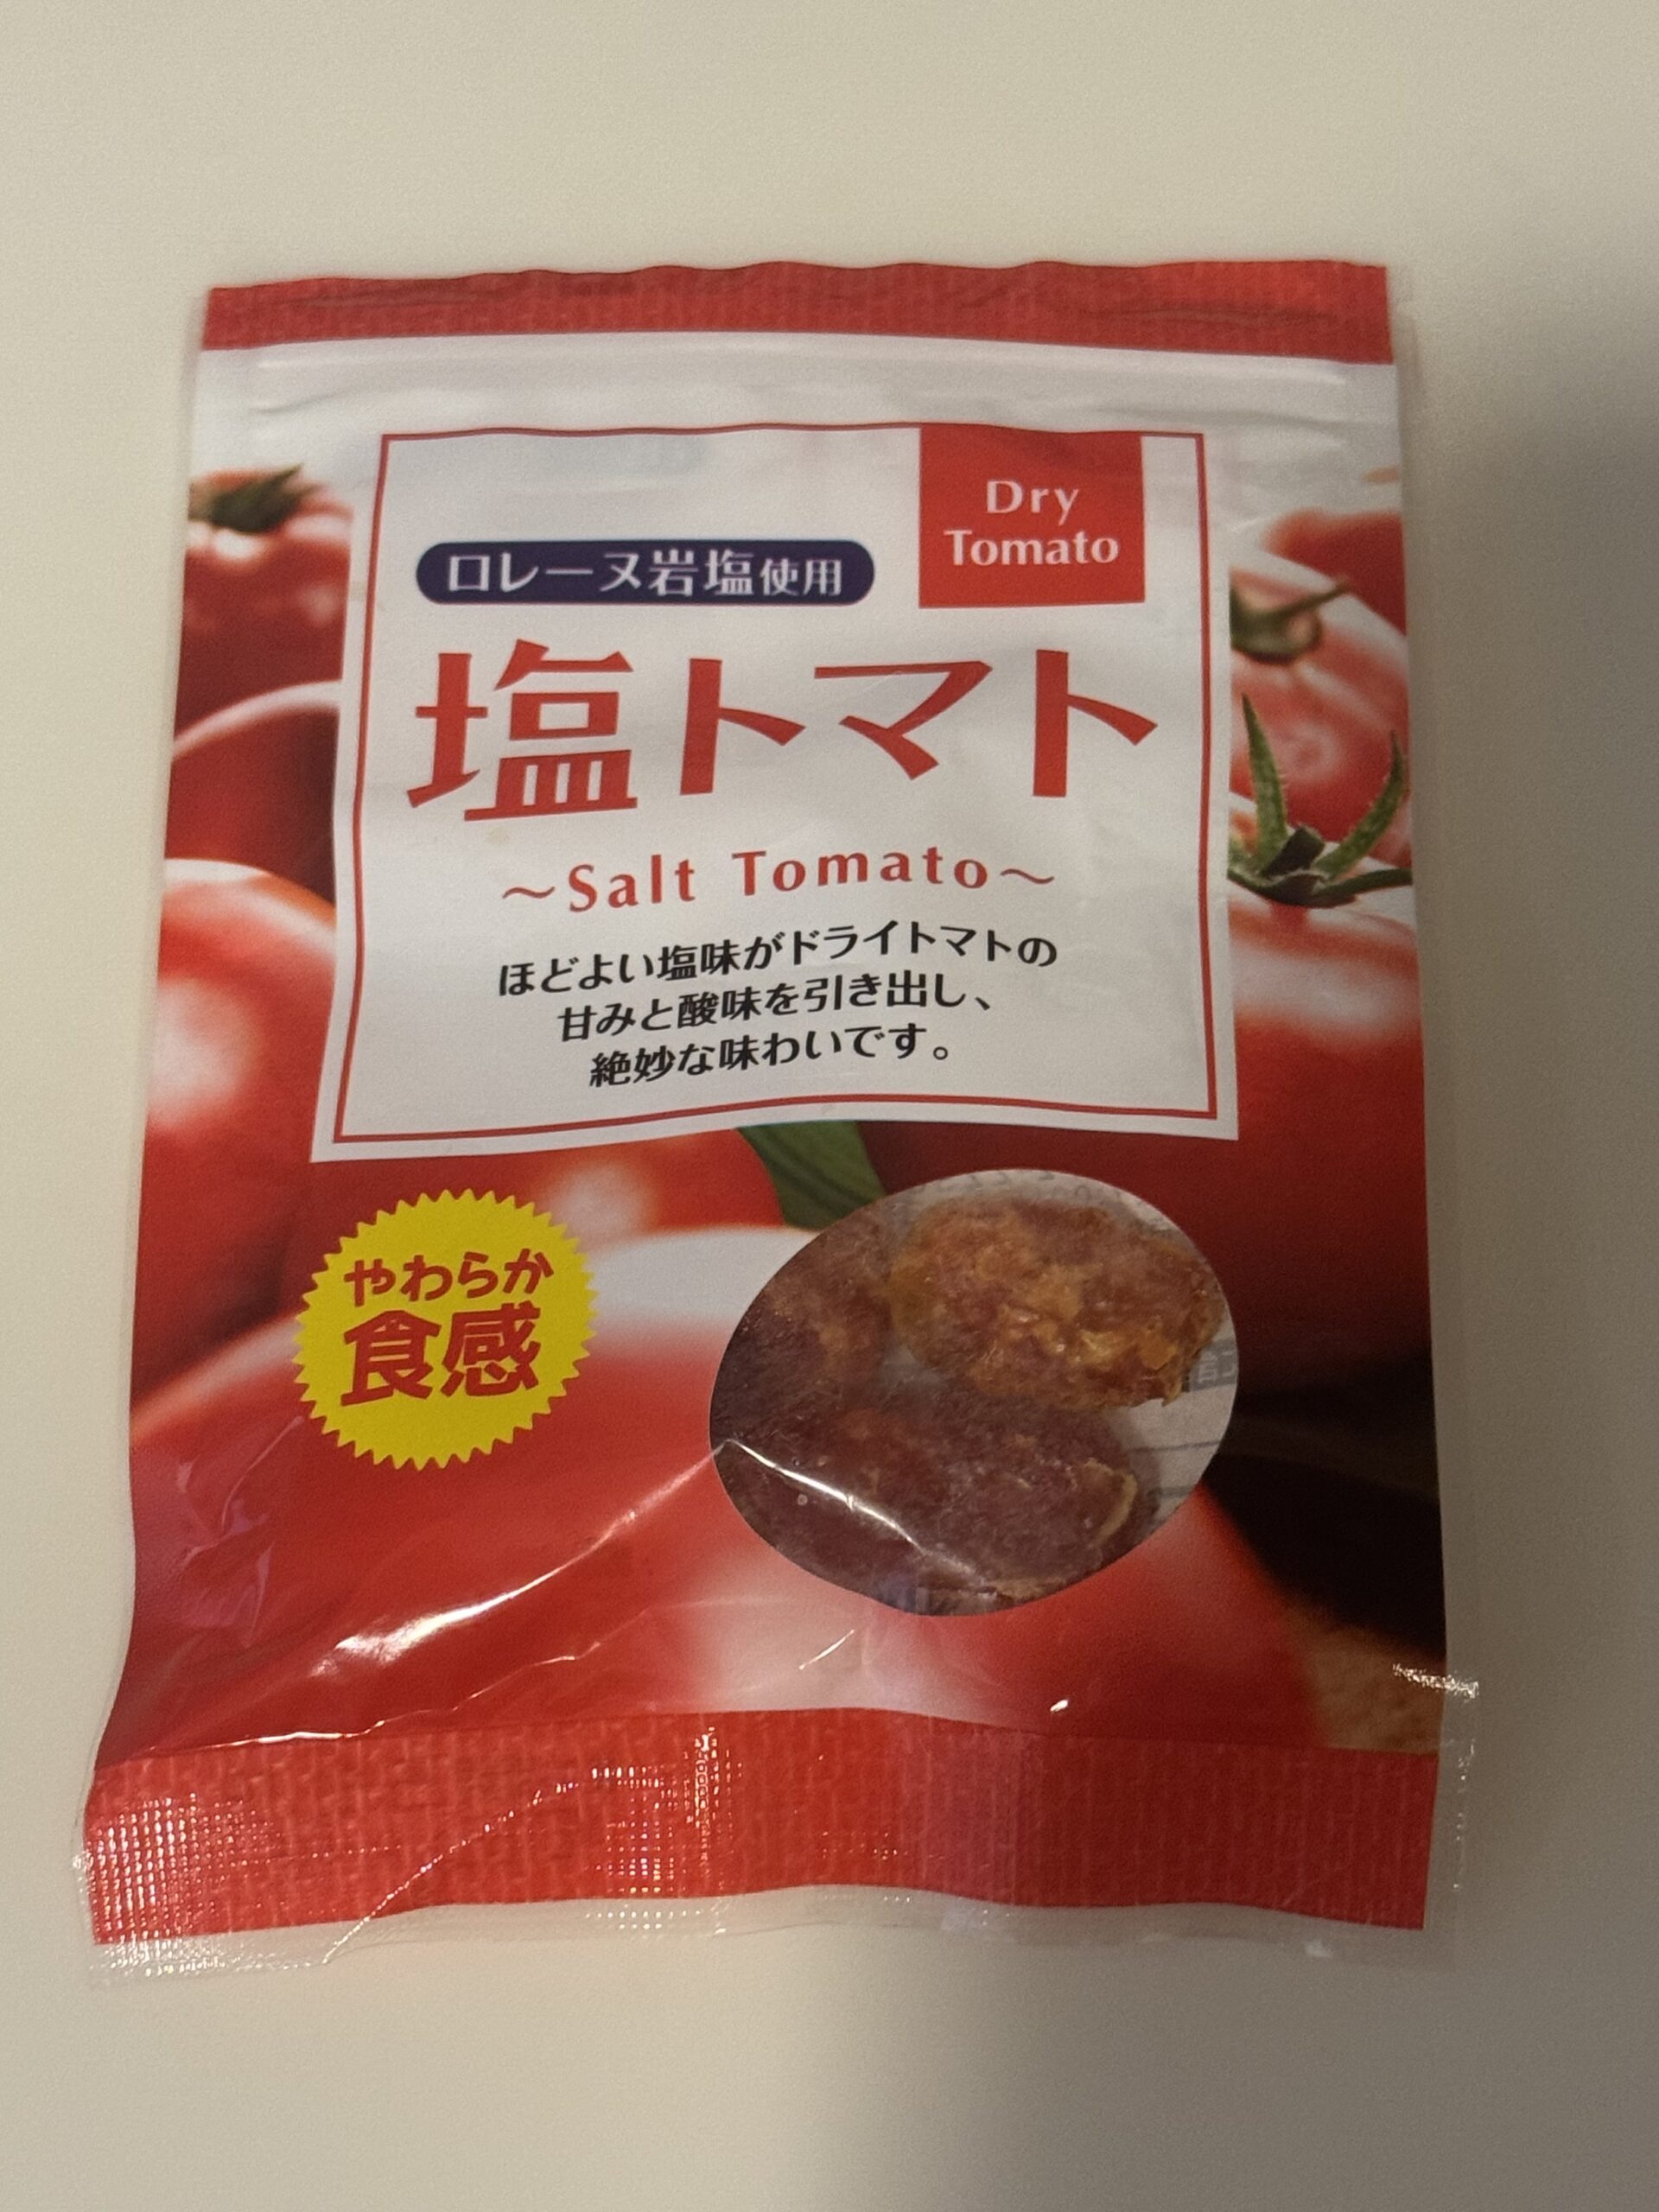 Dry
Tomato
ロレーヌ岩塩使用
塩トマト
～Salt Tomato～
ほどよい塩味がドライトマトの
甘みと酸味を引き出し、
絶妙な味わいです。
やわらか
食感